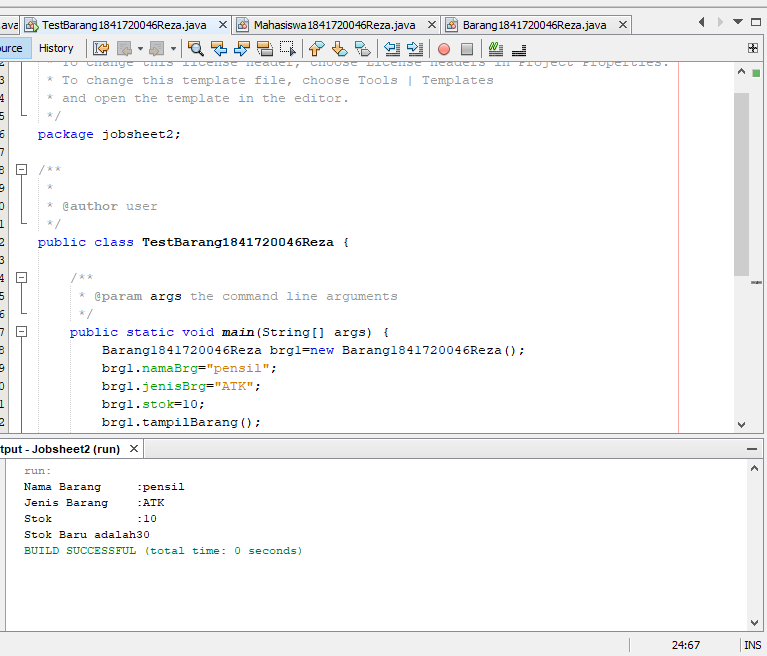 ava
TestBarang1841720046Reza.java
Mahasiswa1841720046Reza.java
Barang1841720046Reza.java
ource
History
2
* To change this license header, choose License Headers in Project Properties.
3
* To change this template file, choose Tools | Templates
4
* and open the template in the editor.
5
*/
6
package jobsheet2;
7
8
/**
9
*
0
* @author user
1
*/
2
public class TestBarang1841720046Reza {
3
4
/**
5
* @param args the command line arguments
6
*/
7
public static void main(String[] args) {
8
Barang1841720046Reza brg1=new Barang1841720046Reza();
9
brg1.namaBrg="pensil";
0
brg1.jenisBrg="ATK";
1
brg1.stok=10;
2
brg1.tampilBarang();
tput - Jobsheet2 (run)
run:
Nama Barang :pensil
Jenis Barang :ATK
Stok :10
Stok Baru adalah30
BUILD SUCCESSFUL (total time: 0 seconds)
24:67
INS